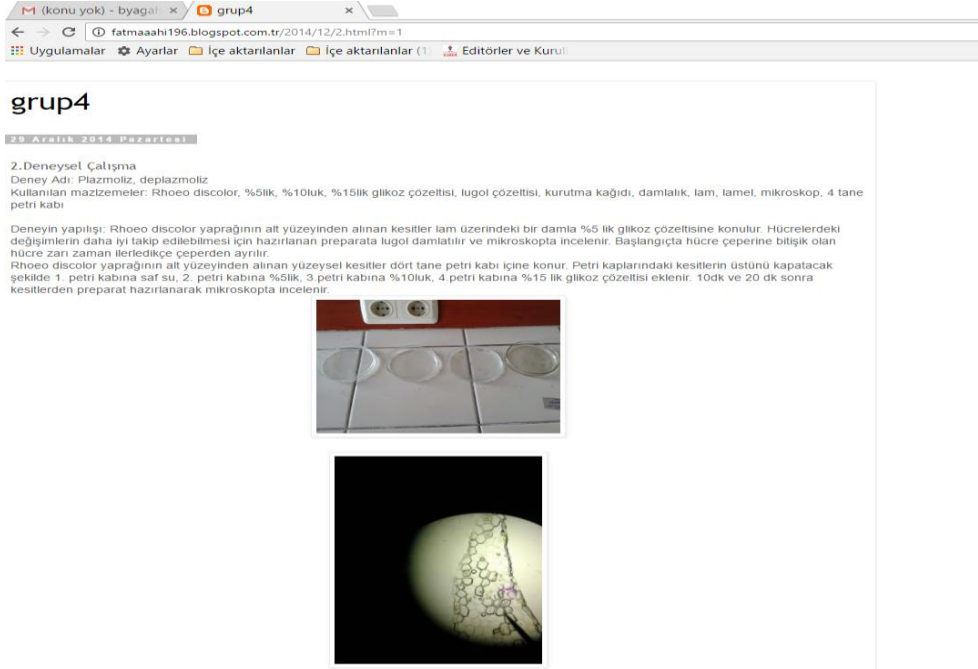 (konu yok) - byagah
grup4
fatmaaahi196.blogspot.com.tr/2014/12/2.html?m=1
Uygulamalar Ayarlar İçe aktarılanlar İçe aktarılanlar (1) Editörler ve Kurul
grup4
29 Aralık 2014 Pazartesi
2.Deneysel Çalışma
Deney Adı: Plazmoliz, deplazmoliz
Kullanılan mazlzemeler: Rhoeo discolor, %5lik, %10luk, %15lik glikoz çözeltisi, lugol çözeltisi, kurutma kağıdı, damlalık, lam, lamel, mikroskop, 4 tane
petri kabı
Deneyin yapılışı: Rhoeo discolor yaprağının alt yüzeyinden alınan kesitler lam üzerindeki bir damla %5 lik glikoz çözeltisine konulur. Hücrelerdeki
değişimlerin daha iyi takip edilebilmesi için hazırlanan preparata lugol damlatılır ve mikroskopta incelenir. Başlangıçta hücre çeperine bitişik olan
hücre zarı zaman ilerledikçe çeperden ayrılır.
Rhoeo discolor yaprağının alt yüzeyinden alınan yüzeysel kesitler dört tane petri kabı içine konur. Petri kaplarındaki kesitlerin üstünü kapatacak
şekilde 1. petri kabına saf su, 2. petri kabına %5lik, 3.petri kabına %10luk, 4.petri kabına %15 lik glikoz çözeltisi eklenir. 10dk ve 20 dk sonra
kesitlerden preparat hazırlanarak mikroskopta incelenir.